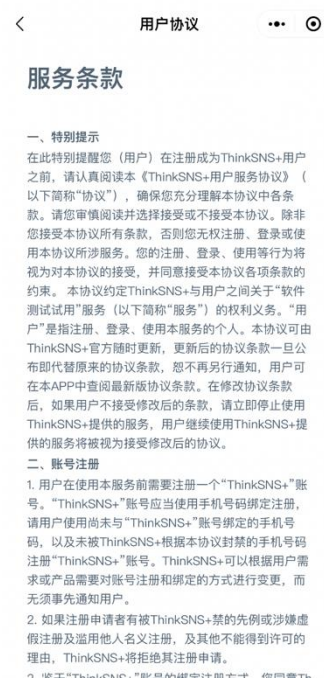 用户协议
服务条款
一、特别提示
在此特别提醒您（用户）在注册成为ThinkSNS+用户
之前，请认真阅读本《ThinkSNS+用户服务协议》（
以下简称“协议”），确保您充分理解本协议中各条
款。请您审慎阅读并选择接受或不接受本协议。除非
您接受本协议所有条款，否则您无权注册、登录或使
用本协议所涉服务。您的注册、登录、使用等行为将
视为对本协议的接受，并同意接受本协议各项条款的
约束。 本协议约定ThinkSNS+与用户之间关于“软件
测试试用”服务（以下简称“服务”）的权利义务。“用
户”是指注册、登录、使用本服务的个人。本协议可由
ThinkSNS+官方随时更新，更新后的协议条款一旦公
布即代替原来的协议条款，恕不再另行通知，用户可
在本APP中查阅最新版协议条款。在修改协议条款
后，如果用户不接受修改后的条款，请立即停止使用
ThinkSNS+提供的服务，用户继续使用ThinkSNS+提
供的服务将被视为接受修改后的协议。
二、账号注册
1. 用户在使用本服务前需要注册一个“ThinkSNS+”账
号。“ThinkSNS+”账号应当使用手机号码绑定注册，
请用户使用尚未与“ThinkSNS+”账号绑定的手机号
码，以及未被ThinkSNS+根据本协议封禁的手机号码
注册“ThinkSNS+”账号。ThinkSNS+可以根据用户需
求或产品需要对账号注册和绑定的方式进行变更，而
无须事先通知用户。
2. 如果注册申请者有被ThinkSNS+禁的先例或涉嫌虚
假注册及滥用他人名义注册，及其他不能得到许可的
理由，ThinkSNS+将拒绝其注册申请。
3. 鉴于“ThinkSNS+”账号的绑定注册方式，您同意Th